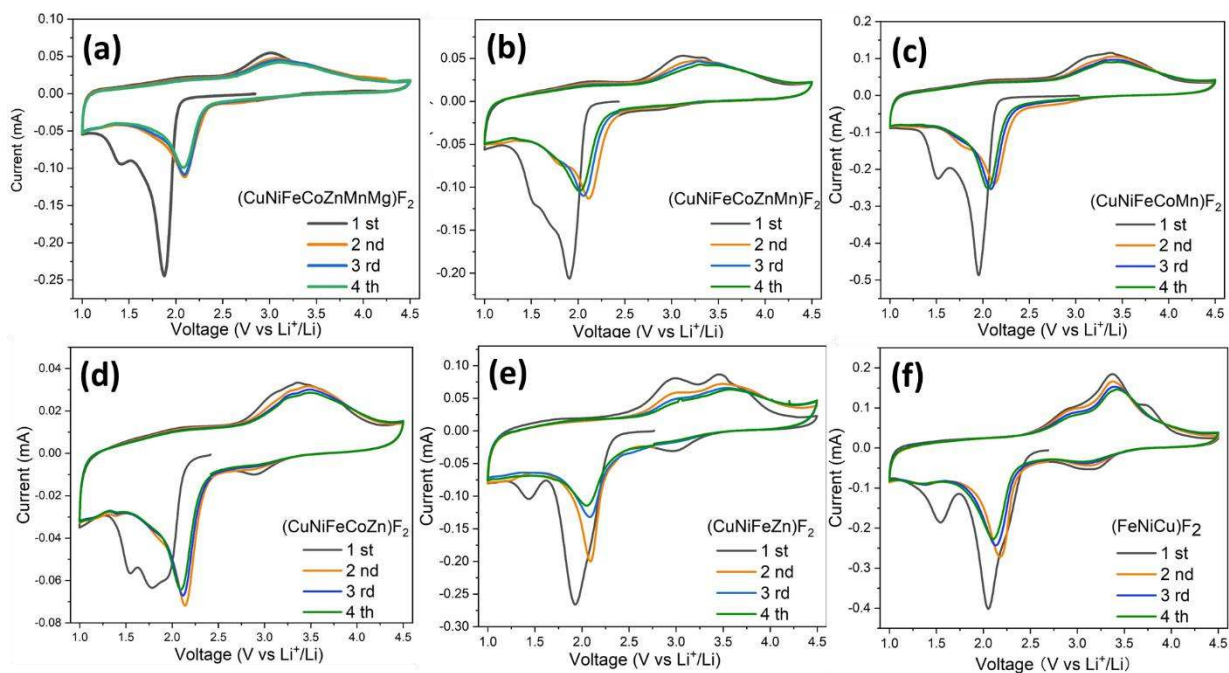 (a)
0.10
0.05
0.00
-0.05
-0.10
-0.15
-0.20
-0.25
Current (mA)
(CuNiFeCoZnMnMg)F2
1 st
2 nd
3 rd
4 th
1.0 1.5 2.0 2.5 3.0 3.5 4.0 4.5
Voltage (V vs Li+/Li)
(b)
0.05
0.00
-0.05
-0.10
-0.15
-0.20
Current (mA)
(CuNiFeCoZnMn)F2
1 st
2 nd
3 rd
4 th
1.0 1.5 2.0 2.5 3.0 3.5 4.0 4.5
Voltage (V vs Li+/Li)
(c)
0.2
0.1
0.0
-0.1
-0.2
-0.3
-0.4
-0.5
Current (mA)
(CuNiFeCoMn)F2
1 st
2 nd
3 rd
4 th
1.0 1.5 2.0 2.5 3.0 3.5 4.0 4.5
Voltage (V vs Li+/Li)
(d)
0.04
0.02
0.00
-0.02
-0.04
-0.06
-0.08
Current (mA)
(CuNiFeCoZn)F2
1 st
2 nd
3 rd
4 th
1.0 1.5 2.0 2.5 3.0 3.5 4.0 4.5
Voltage (V vs Li+/Li)
(e)
0.10
0.05
0.00
-0.05
-0.10
-0.15
-0.20
-0.25
-0.30
Current (mA)
(CuNiFeZn)F2
1 st
2 nd
3 rd
4 th
1.0 1.5 2.0 2.5 3.0 3.5 4.0 4.5
Voltage (V vs Li+/Li)
(f)
0.2
0.1
0.0
-0.1
-0.2
-0.3
-0.4
Current (mA)
(FeNiCu)F2
1 st
2 nd
3 rd
4 th
1.0 1.5 2.0 2.5 3.0 3.5 4.0 4.5
Voltage (V vs Li+/Li)